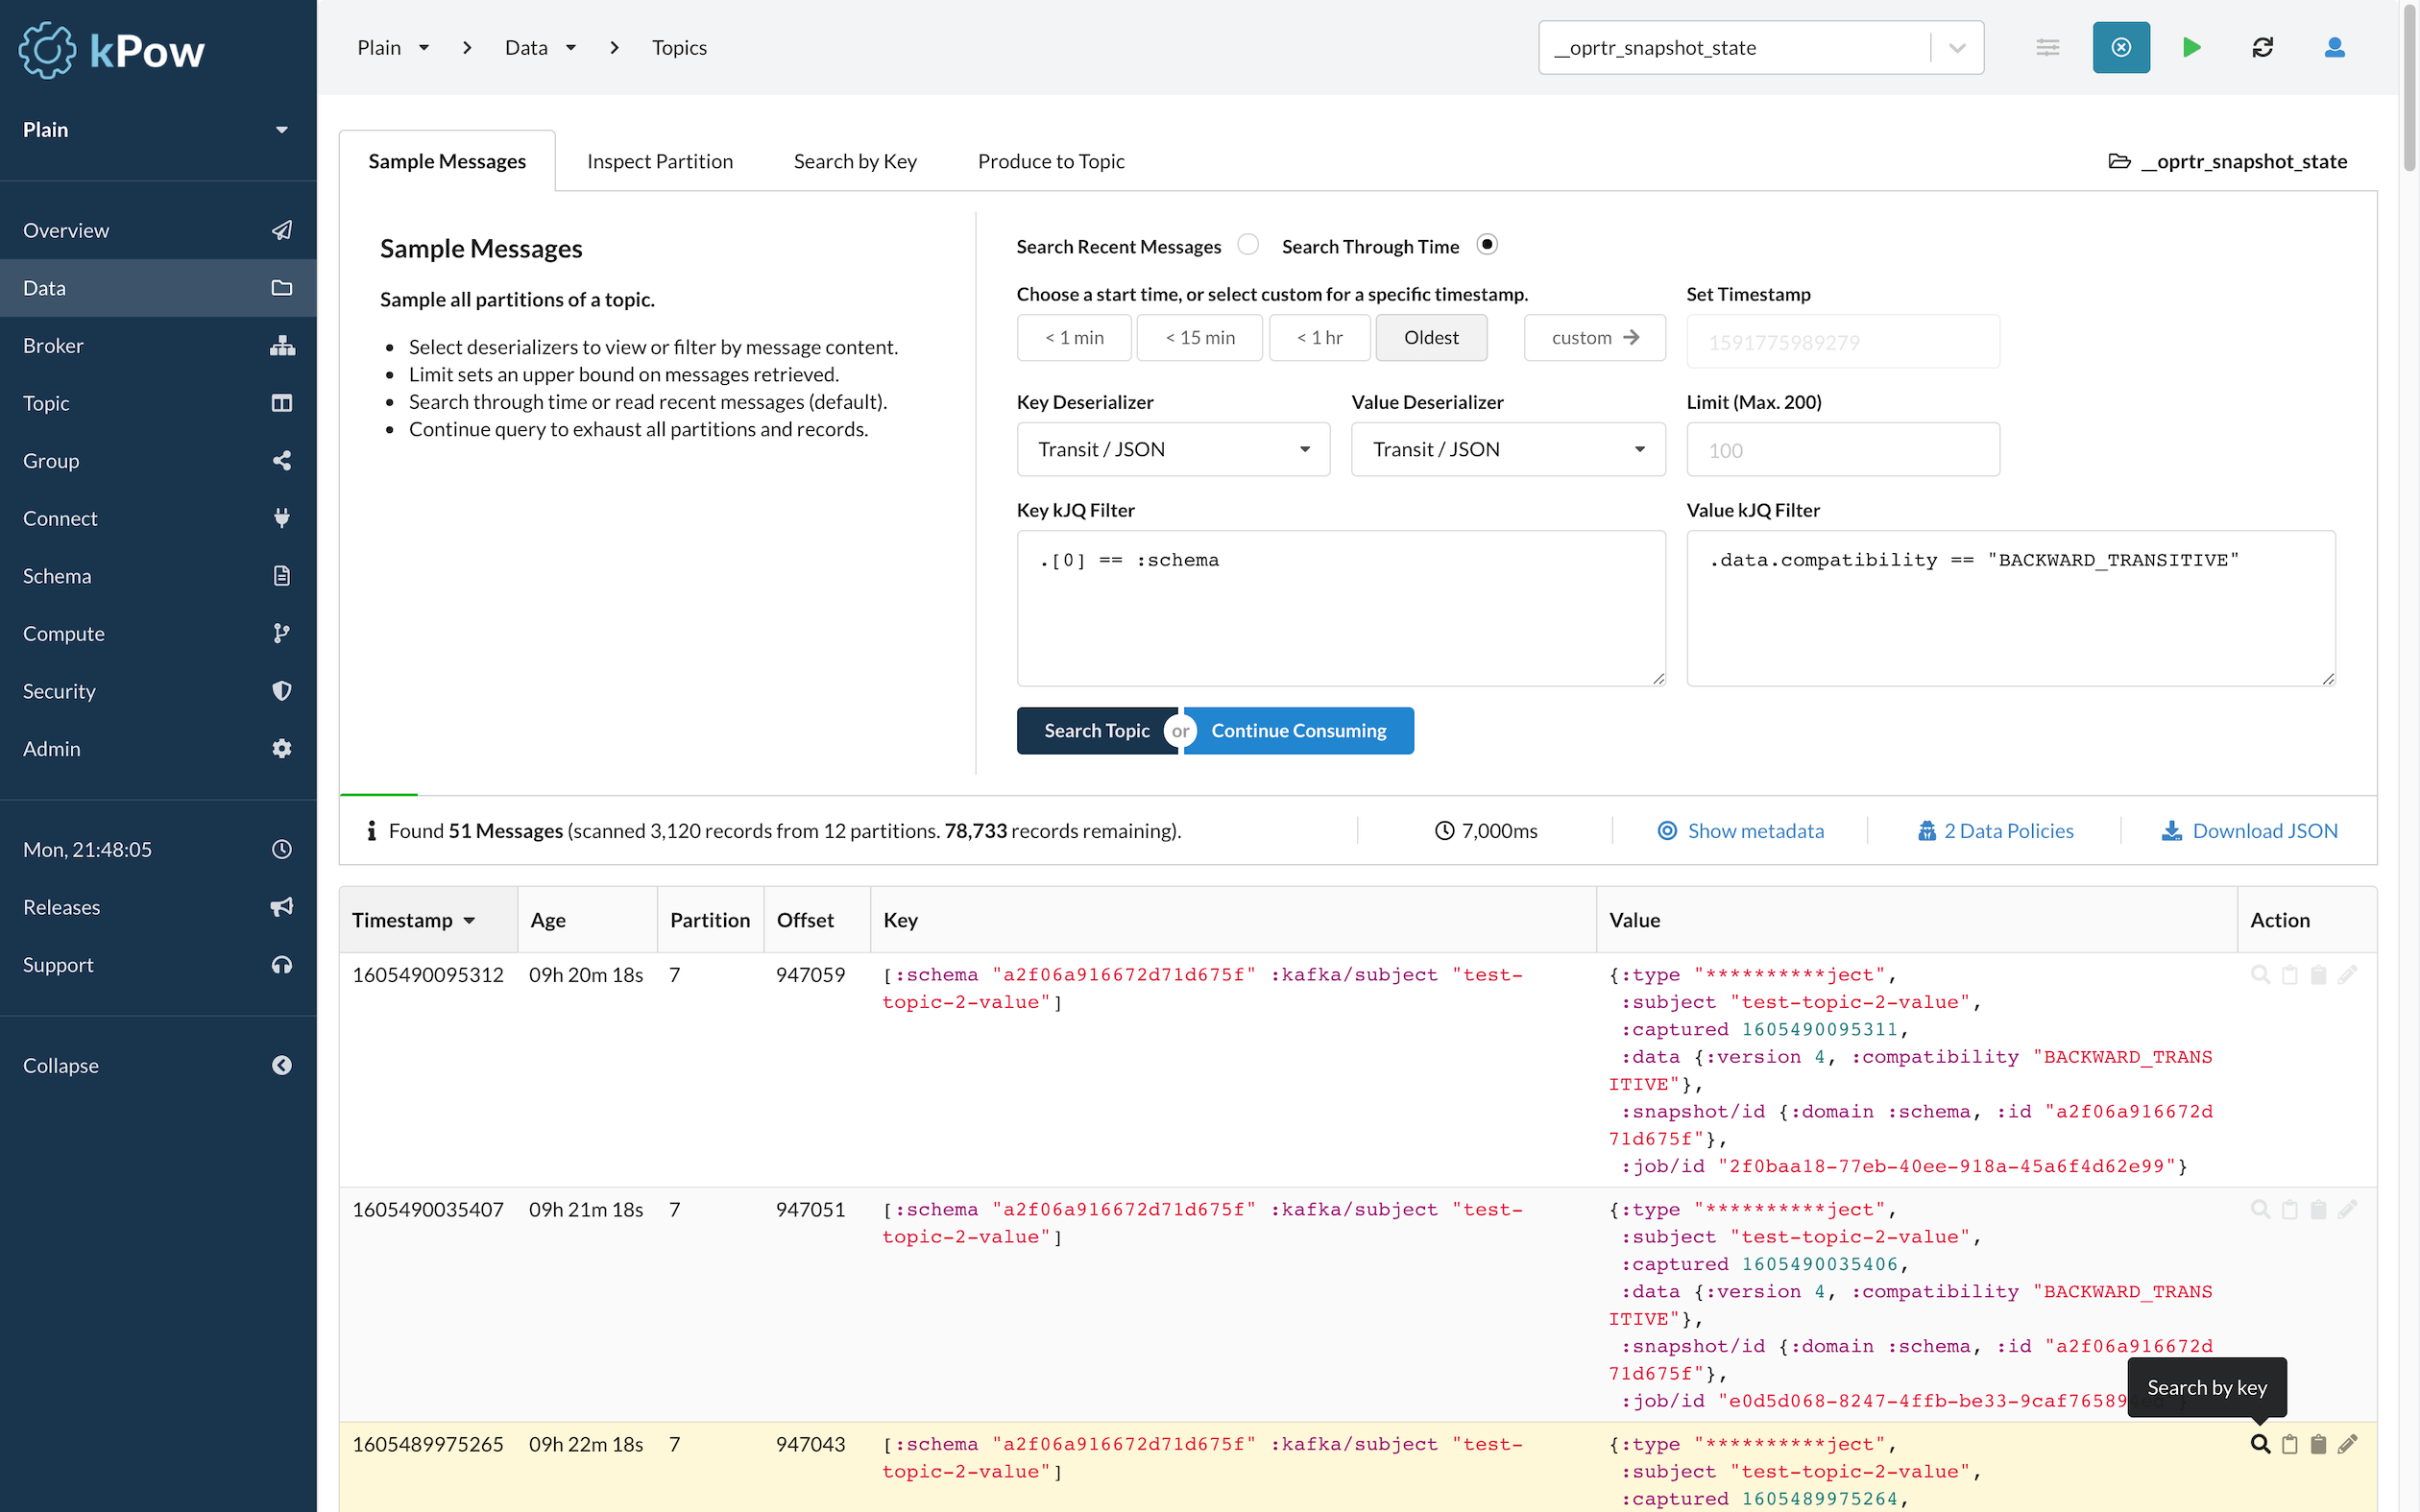 kPow
Plain
Overview
Data
Broker
Topic
Group
Connect
Schema
Compute
Security
Admin
Mon, 21:48:05
Releases
Support
Collapse
Plain > Data > Topics
__oprtr_snapshot_state
Sample Messages Inspect Partition Search by Key Produce to Topic
__oprtr_snapshot_state
Sample Messages
Sample all partitions of a topic.
Select deserializers to view or filter by message content.
Limit sets an upper bound on messages retrieved.
Search through time or read recent messages (default).
Continue query to exhaust all partitions and records.
Search Recent Messages Search Through Time
Choose a start time, or select custom for a specific timestamp. Set Timestamp
< 1 min < 15 min < 1 hr Oldest custom → 1591775989279
Key Deserializer Value Deserializer Limit (Max. 200)
Transit / JSON Transit / JSON 100
Key kJQ Filter Value kJQ Filter
.[0] == :schema .data.compatibility == "BACKWARD_TRANSITIVE"
Search Topic or Continue Consuming
Found 51 Messages (scanned 3,120 records from 12 partitions. 78,733 records remaining). 7,000ms Show metadata 2 Data Policies Download JSON
Timestamp Age Partition Offset Key Value Action
1605490095312 09h 20m 18s 7 947059 [:schema "a2f06a916672d71d675f" :kafka/subject "test- {:type "**********ject",
topic-2-value"] :subject "test-topic-2-value",
:captured 1605490095311,
:data {:version 4, :compatibility "BACKWARD_TRANS
ITIVE"},
:snapshot/id {:domain :schema, :id "a2f06a916672d
71d675f"},
:job/id "2f0baa18-77eb-40ee-918a-45a6f4d62e99"}
1605490035407 09h 21m 18s 7 947051 [:schema "a2f06a916672d71d675f" :kafka/subject "test- {:type "**********ject",
topic-2-value"] :subject "test-topic-2-value",
:captured 1605490035406,
:data {:version 4, :compatibility "BACKWARD_TRANS
ITIVE"},
:snapshot/id {:domain :schema, :id "a2f06a916672d
71d675f"},
:job/id "e0d5d068-8247-4ffb-be33-9caf76589
Search by key
1605489975265 09h 22m 18s 7 947043 [:schema "a2f06a916672d71d675f" :kafka/subject "test- {:type "**********ject",
topic-2-value"] :subject "test-topic-2-value",
:captured 1605489975264,